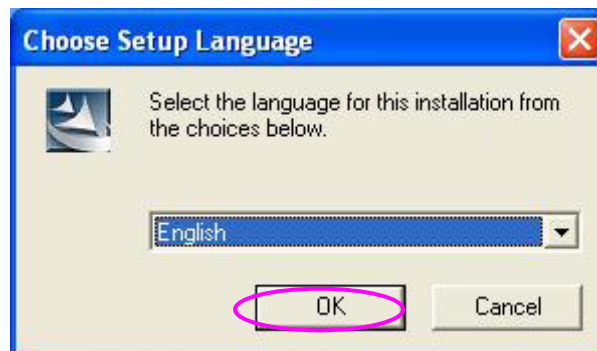 Choose Setup Language
Select the language for this installation from
the choices below.
English
OK
Cancel